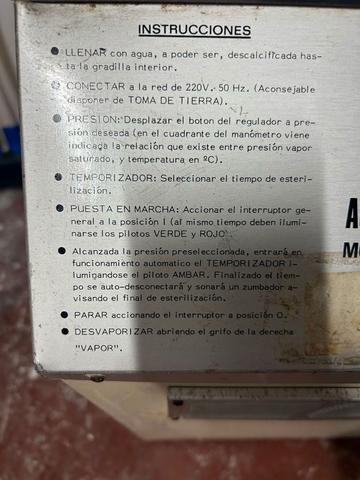 INSTRUCCIONES
● LLENAR con agua, a poder ser, descalcificada has-
ta la gradilla interior.
● CONECTAR a la red de 220V.- 50 Hz. (Aconsejable
disponer de TOMA DE TIERRA).
● PRESION: Desplazar el boton del regulador a pre-
sión deseada (en el cuadrante del manómetro viene
indicada la relación que existe entre presión vapor
saturado, y temperatura en ºC).
● TEMPORIZADOR: Seleccionar el tiempo de esteri-
lización.
● PUESTA EN MARCHA: Accionar el interruptor ge-
neral a la posición I (al mismo tiempo deben ilumi-
narse los pilotos VERDE y ROJO.
● Alcanzada la presión preseleccionada, entrará en
funcionamiento automatico el TEMPORIZADOR i-
lumigandose el piloto AMBAR. Finalizado el tiem-
po se auto-desconectará y sonará un zumbador a-
visando el final de esterilización.
● PARAR accionando el interruptor a posición O.
● DESVAPORIZAR abriendo el grifo de la derecha
"VAPOR".